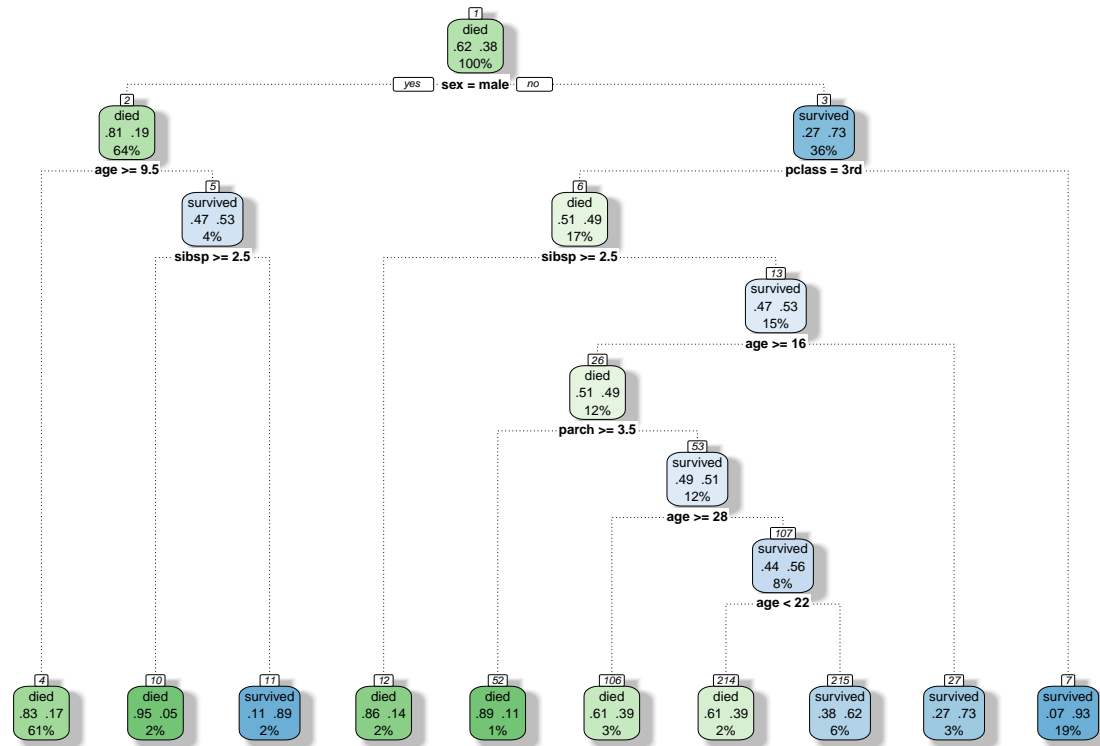 1
died
.62 .38
100%
yes sex = male no
2
died
.81 .19
64%
age >= 9.5
3
survived
.27 .73
36%
pclass = 3rd
5
survived
.47 .53
4%
sibsp >= 2.5
6
died
.51 .49
17%
sibsp >= 2.5
13
survived
.47 .53
15%
age >= 16
26
died
.51 .49
12%
parch >= 3.5
53
survived
.49 .51
12%
age >= 28
107
survived
.44 .56
8%
age < 22
4
died
.83 .17
61%
10
died
.95 .05
2%
11
survived
.11 .89
2%
12
died
.86 .14
2%
52
died
.89 .11
1%
106
died
.61 .39
3%
214
died
.61 .39
2%
215
survived
.38 .62
6%
27
survived
.27 .73
3%
7
survived
.07 .93
19%